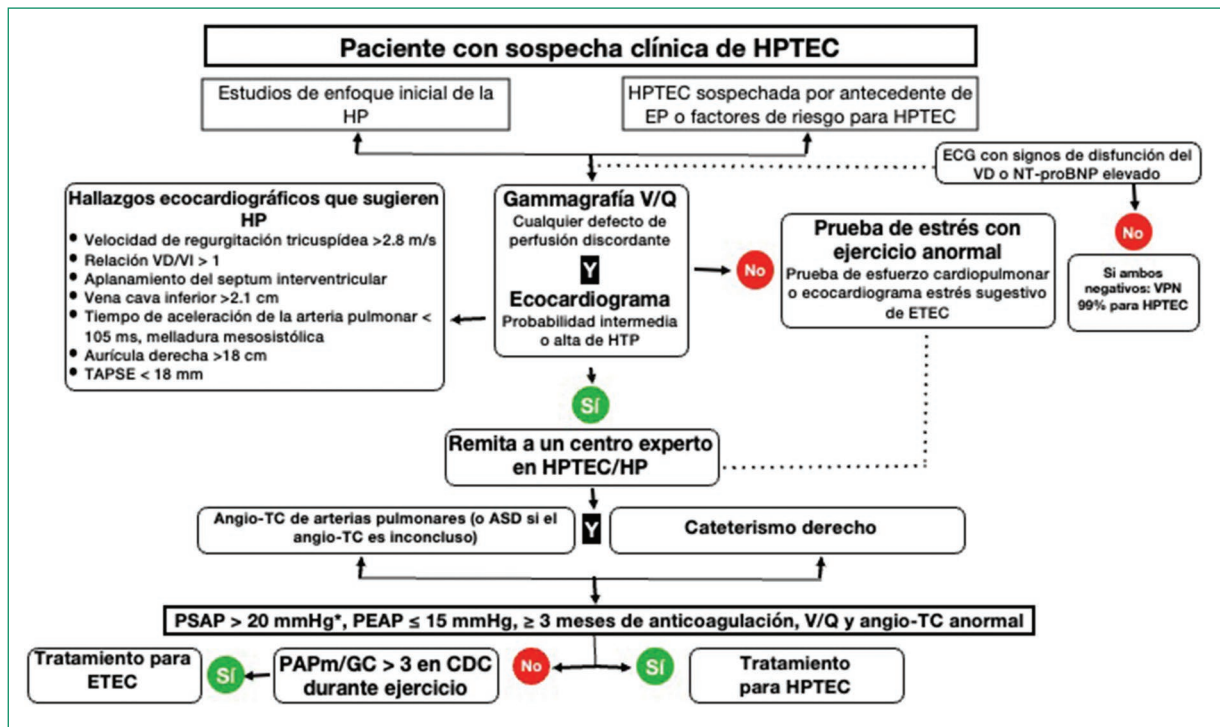 Paciente con sospecha clínica de HPTEC
Estudios de enfoque inicial de la
HP
HPTEC sospechada por antecedente de
EP o factores de riesgo para HPTEC
ECG con signos de disfunción del
VD o NT-proBNP elevado
No
Si ambos
negativos: VPN
99% para HPTEC
Hallazgos ecocardiográficos que sugieren
HP
• Velocidad de regurgitación tricuspídea >2.8 m/s
• Relación VD/VI > 1
• Aplanamiento del septum interventricular
• Vena cava inferior >2.1 cm
• Tiempo de aceleración de la arteria pulmonar <
105 ms, melladura mesosistólica
• Aurícula derecha >18 cm
• TAPSE < 18 mm
Gammagrafía V/Q
Cualquier defecto de
perfusión discordante
Y
Ecocardiograma
Probabilidad intermedia
o alta de HTP
No
Prueba de estrés con
ejercicio anormal
Prueba de esfuerzo cardiopulmonar
o ecocardiograma estrés sugestivo
de ETEC
Sí
Remita a un centro experto
en HPTEC/HP
Angio-TC de arterias pulmonares (o ASD si el
angio-TC es inconcluso)
Y
Cateterismo derecho
PSAP > 20 mmHg*, PEAP ≤ 15 mmHg, ≥ 3 meses de anticoagulación, V/Q y angio-TC anormal
Tratamiento para
ETEC
Sí
PAPm/GC > 3 en CDC
durante ejercicio
No
Sí
Tratamiento
para HPTEC